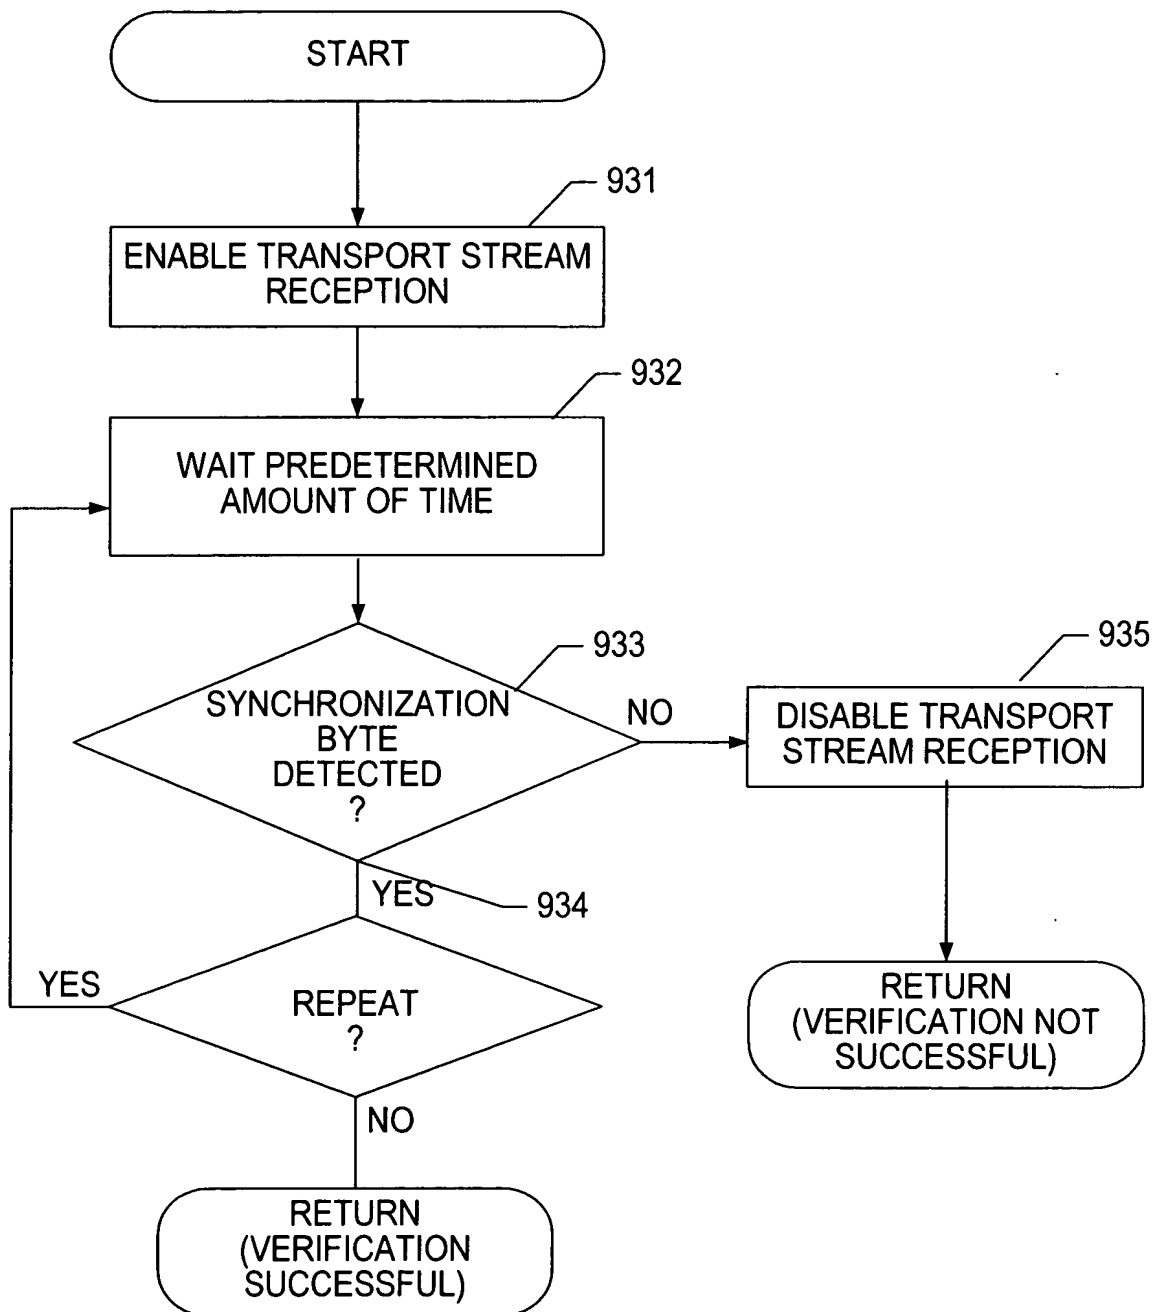 START
931
ENABLE TRANSPORT STREAM
RECEPTION
932
WAIT PREDETERMINED
AMOUNT OF TIME
933
SYNCHRONIZATION
BYTE
DETECTED
?
NO
935
DISABLE TRANSPORT
STREAM RECEPTION
YES
934
YES
REPEAT
?
RETURN
(VERIFICATION NOT
SUCCESSFUL)
NO
RETURN
(VERIFICATION
SUCCESSFUL)